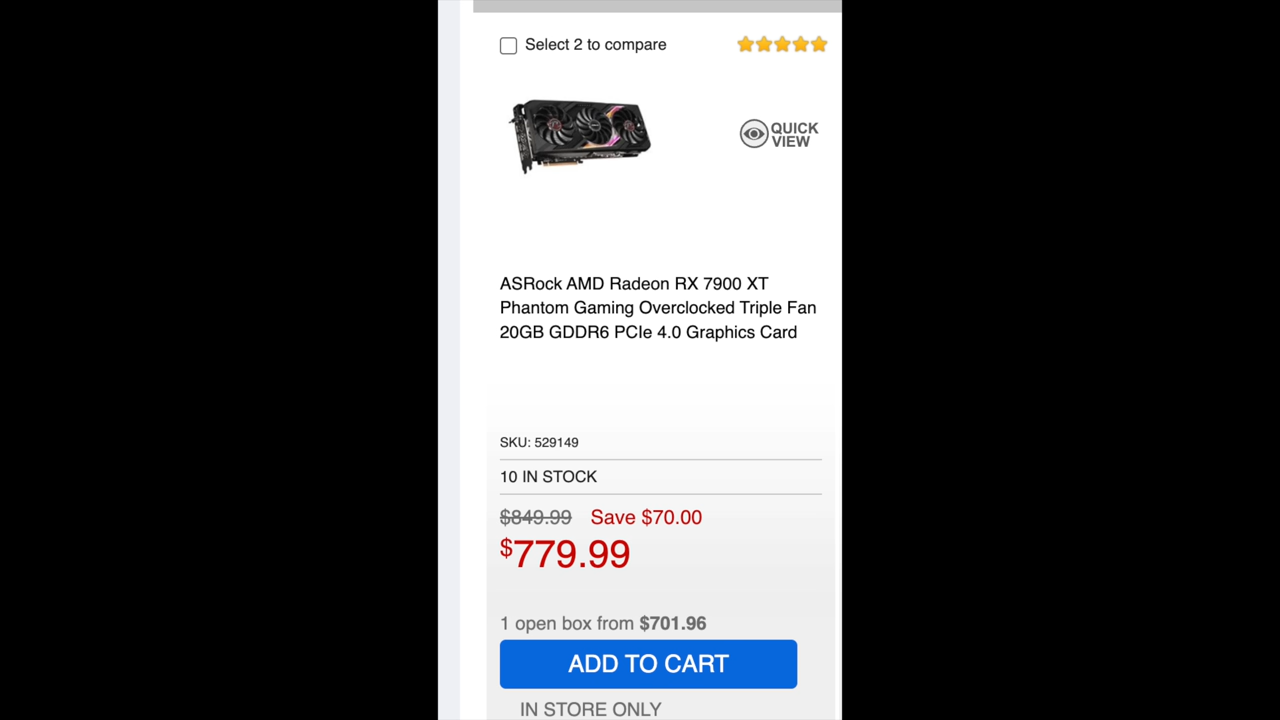 Select 2 to compare
QUICK
VIEW
ASRock AMD Radeon RX 7900 XT
Phantom Gaming Overclocked Triple Fan
20GB GDDR6 PCIe 4.0 Graphics Card
SKU: 529149
10 IN STOCK
$849.99 Save $70.00
$779.99
1 open box from $701.96
ADD TO CART
IN STORE ONLY